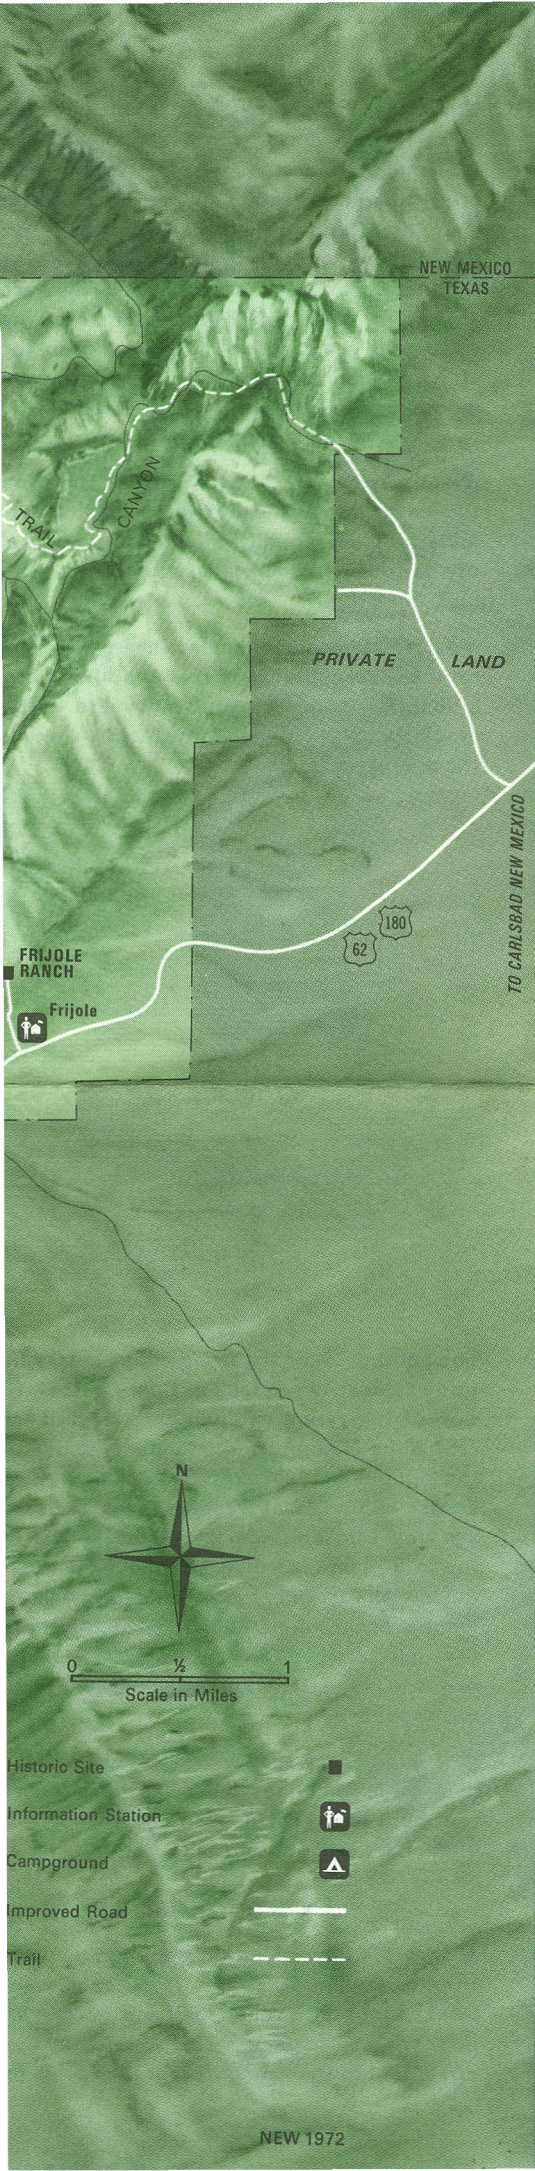 NEW MEXICO
TEXAS
CANYON
TRAIL
PRIVATE LAND
TO CARLSBAD NEW MEXICO
180
62
FRIJOLE
RANCH
Frijole
N
0 ½ 1
Scale in Miles
Historic Site
Information Station
Campground
Improved Road
Trail
NEW 1972